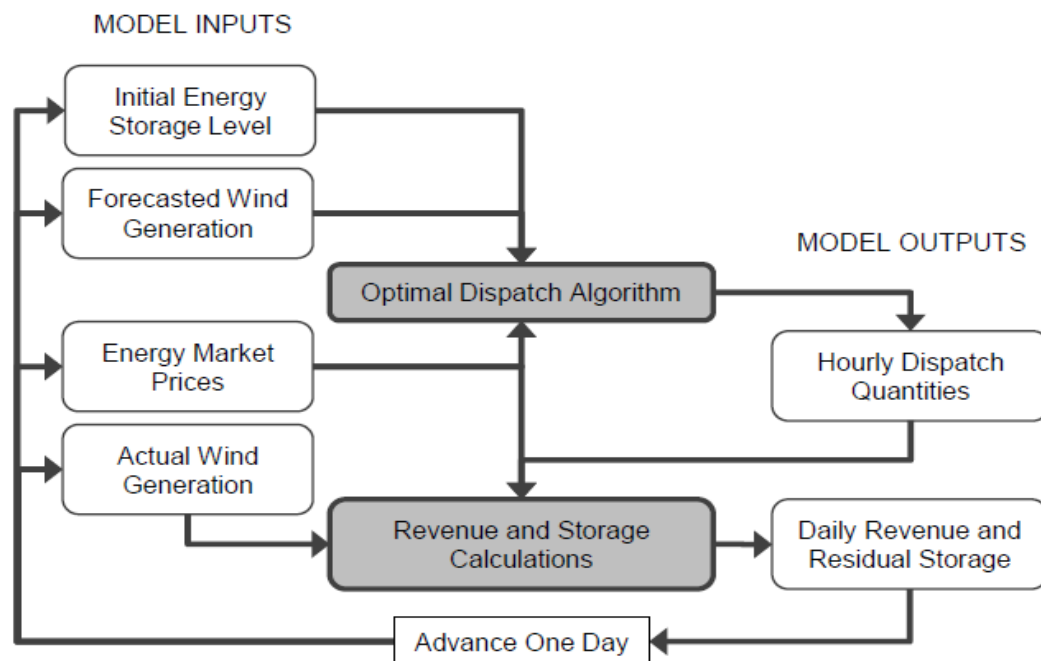 MODEL INPUTS
Initial Energy
Storage Level
Forecasted Wind
Generation
MODEL OUTPUTS
Optimal Dispatch Algorithm
Energy Market
Prices
Hourly Dispatch
Quantities
Actual Wind
Generation
Revenue and Storage
Calculations
Daily Revenue and
Residual Storage
Advance One Day